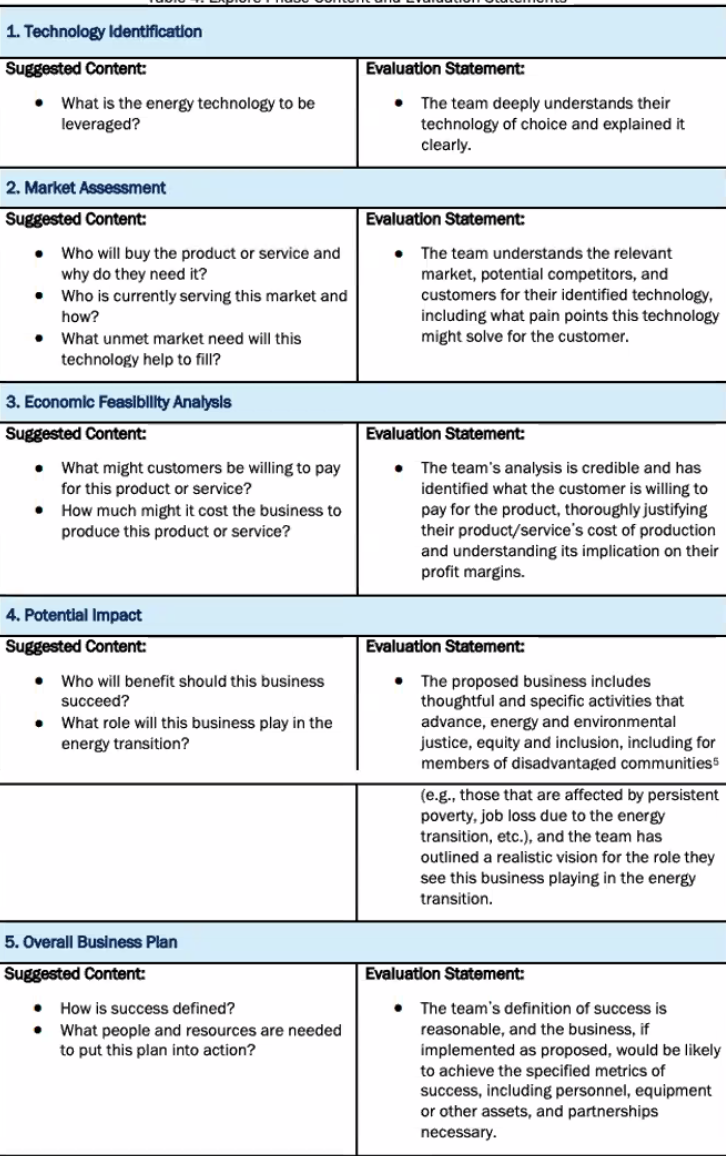 Table 4. Explore Phase Content and Evaluation Statements
1. Technology Identification
Suggested Content:
• What is the energy technology to be
leveraged?
Evaluation Statement:
• The team deeply understands their
technology of choice and explained it
clearly.
2. Market Assessment
Suggested Content:
• Who will buy the product or service and
why do they need it?
• Who is currently serving this market and
how?
• What unmet market need will this
technology help to fill?
Evaluation Statement:
• The team understands the relevant
market, potential competitors, and
customers for their identified technology,
including what pain points this technology
might solve for the customer.
3. Economic Feasibility Analysis
Suggested Content:
• What might customers be willing to pay
for this product or service?
• How much might it cost the business to
produce this product or service?
Evaluation Statement:
• The team's analysis is credible and has
identified what the customer is willing to
pay for the product, thoroughly justifying
their product/service's cost of production
and understanding its implication on their
profit margins.
4. Potential Impact
Suggested Content:
• Who will benefit should this business
succeed?
• What role will this business play in the
energy transition?
Evaluation Statement:
• The proposed business includes
thoughtful and specific activities that
advance, energy and environmental
justice, equity and inclusion, including for
members of disadvantaged communities⁵
(e.g., those that are affected by persistent
poverty, job loss due to the energy
transition, etc.), and the team has
outlined a realistic vision for the role they
see this business playing in the energy
transition.
5. Overall Business Plan
Suggested Content:
• How is success defined?
• What people and resources are needed
to put this plan into action?
Evaluation Statement:
• The team's definition of success is
reasonable, and the business, if
implemented as proposed, would be likely
to achieve the specified metrics of
success, including personnel, equipment
or other assets, and partnerships
necessary.